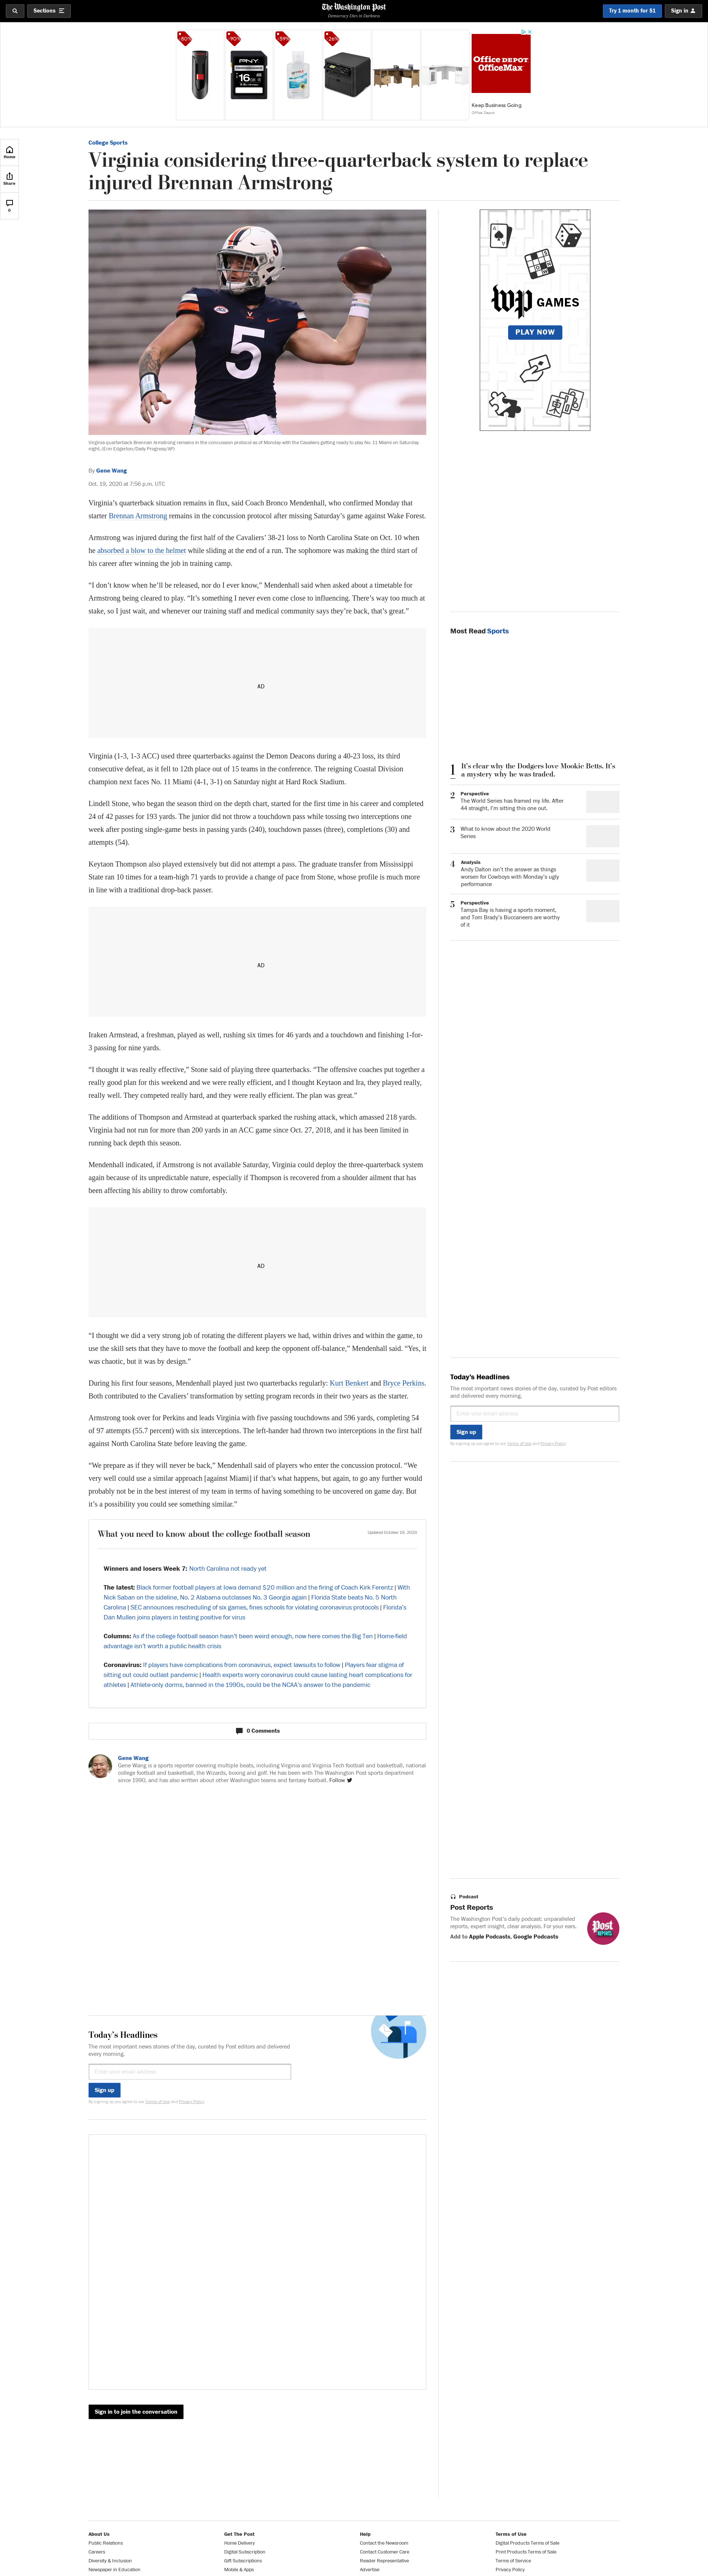 Sections
The Washington Post
Democracy Dies in Darkness
Try 1 month for $1
Sign in
-60%
-90%
-59%
-26%
PNY
16
Office DEPOT
OfficeMax
Keep Business Going
Office Depot
Home
Share
0
College Sports
Virginia considering three-quarterback system to replace
injured Brennan Armstrong
Virginia quarterback Brennan Armstrong remains in the concussion protocol as of Monday with the Cavaliers getting ready to play No. 11 Miami on Saturday
night. (Erin Edgerton/Daily Progress/AP)
By Gene Wang
Oct. 19, 2020 at 7:56 p.m. UTC
Virginia’s quarterback situation remains in flux, said Coach Bronco Mendenhall, who confirmed Monday that
starter Brennan Armstrong remains in the concussion protocol after missing Saturday’s game against Wake Forest.
Armstrong was injured during the first half of the Cavaliers’ 38-21 loss to North Carolina State on Oct. 10 when
he absorbed a blow to the helmet while sliding at the end of a run. The sophomore was making the third start of
his career after winning the job in training camp.
“I don’t know when he’ll be released, nor do I ever know,” Mendenhall said when asked about a timetable for
Armstrong being cleared to play. “It’s something I never even come close to influencing. There’s way too much at
stake, so I just wait, and whenever our training staff and medical community says they’re back, that’s great.”
AD
Virginia (1-3, 1-3 ACC) used three quarterbacks against the Demon Deacons during a 40-23 loss, its third
consecutive defeat, as it fell to 12th place out of 15 teams in the conference. The reigning Coastal Division
champion next faces No. 11 Miami (4-1, 3-1) on Saturday night at Hard Rock Stadium.
Lindell Stone, who began the season third on the depth chart, started for the first time in his career and completed
24 of 42 passes for 193 yards. The junior did not throw a touchdown pass while tossing two interceptions one
week after posting single-game bests in passing yards (240), touchdown passes (three), completions (30) and
attempts (54).
Keytaon Thompson also played extensively but did not attempt a pass. The graduate transfer from Mississippi
State ran 10 times for a team-high 71 yards to provide a change of pace from Stone, whose profile is much more
in line with a traditional drop-back passer.
AD
Iraken Armstead, a freshman, played as well, rushing six times for 46 yards and a touchdown and finishing 1-for-
3 passing for nine yards.
“I thought it was really effective,” Stone said of playing three quarterbacks. “The offensive coaches put together a
really good plan for this weekend and we were really efficient, and I thought Keytaon and Ira, they played really,
really well. They competed really hard, and they were really efficient. The plan was great.”
The additions of Thompson and Armstead at quarterback sparked the rushing attack, which amassed 218 yards.
Virginia had not run for more than 200 yards in an ACC game since Oct. 27, 2018, and it has been limited in
running back depth this season.
Mendenhall indicated, if Armstrong is not available Saturday, Virginia could deploy the three-quarterback system
again because of its unpredictable nature, especially if Thompson is recovered from a shoulder ailment that has
been affecting his ability to throw comfortably.
AD
“I thought we did a very strong job of rotating the different players we had, within drives and within the game, to
use the skill sets that they have to move the football and keep the opponent off-balance,” Mendenhall said. “Yes, it
was chaotic, but it was by design.”
During his first four seasons, Mendenhall played just two quarterbacks regularly: Kurt Benkert and Bryce Perkins.
Both contributed to the Cavaliers’ transformation by setting program records in their two years as the starter.
Armstrong took over for Perkins and leads Virginia with five passing touchdowns and 596 yards, completing 54
of 97 attempts (55.7 percent) with six interceptions. The left-hander had thrown two interceptions in the first half
against North Carolina State before leaving the game.
“We prepare as if he may be back,” Mendenhall said of players who enter the concussion protocol. “We
very well could use a similar approach [against Miami] if that’s what happens, but again, to go any further would
probably not be in the best interest of my team in terms of having something to be uncovered on game day. But
it’s a possibility you could see something similar.”
What you need to know about the college football season
Updated October 19, 2020
Winners and losers Week 7: North Carolina not ready yet
The latest: Black former football players at Iowa demand $20 million and the firing of Coach Kirk Ferentz | With
Nick Saban on the sideline, No. 2 Alabama outclasses No. 3 Georgia again | Florida State beats No. 5 North
Carolina | SEC announces rescheduling of six games, fines schools for violating coronavirus protocols | Florida’s
Dan Mullen joins players in testing positive for virus
Columns: As if the college football season hasn’t been weird enough, now here comes the Big Ten | Home-field
advantage isn’t worth a public health crisis
Coronavirus: If players have complications from coronavirus, expect lawsuits to follow | Players fear stigma of
sitting out could outlast pandemic | Health experts worry coronavirus could cause lasting heart complications for
athletes | Athlete-only dorms, banned in the 1990s, could be the NCAA’s answer to the pandemic
0 Comments
Gene Wang
Gene Wang is a sports reporter covering multiple beats, including Virginia and Virginia Tech football and basketball, national
college football and basketball, the Wizards, boxing and golf. He has been with The Washington Post sports department
since 1990, and has also written about other Washington teams and fantasy football. Follow
Today’s Headlines
The most important news stories of the day, curated by Post editors and delivered
every morning.
Enter your email address
Sign up
By signing up you agree to our Terms of Use and Privacy Policy
Sign in to join the conversation
wp GAMES
PLAY NOW
Most Read Sports
1 It’s clear why the Dodgers love Mookie Betts. It’s
a mystery why he was traded.
2 Perspective
The World Series has framed my life. After
44 straight, I’m sitting this one out.
3 What to know about the 2020 World
Series
4 Analysis
Andy Dalton isn’t the answer as things
worsen for Cowboys with Monday’s ugly
performance
5 Perspective
Tampa Bay is having a sports moment,
and Tom Brady’s Buccaneers are worthy
of it
Today’s Headlines
The most important news stories of the day, curated by Post editors
and delivered every morning.
Enter your email address
Sign up
By signing up you agree to our Terms of Use and Privacy Policy
Podcast
Post Reports
The Washington Post’s daily podcast: unparalleled
reports, expert insight, clear analysis. For your ears.
Add to Apple Podcasts, Google Podcasts
Post
REPORTS
About Us
Public Relations
Careers
Diversity & Inclusion
Newspaper in Education
Get The Post
Home Delivery
Digital Subscription
Gift Subscriptions
Mobile & Apps
Help
Contact the Newsroom
Contact Customer Care
Reader Representative
Advertise
Terms of Use
Digital Products Terms of Sale
Print Products Terms of Sale
Terms of Service
Privacy Policy